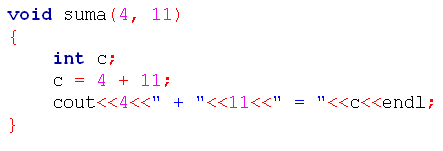 void suma(4, 11)
{
    int c;
    c = 4 + 11;
    cout<<4<<" + "<<11<<" = "<<c<<endl;
}